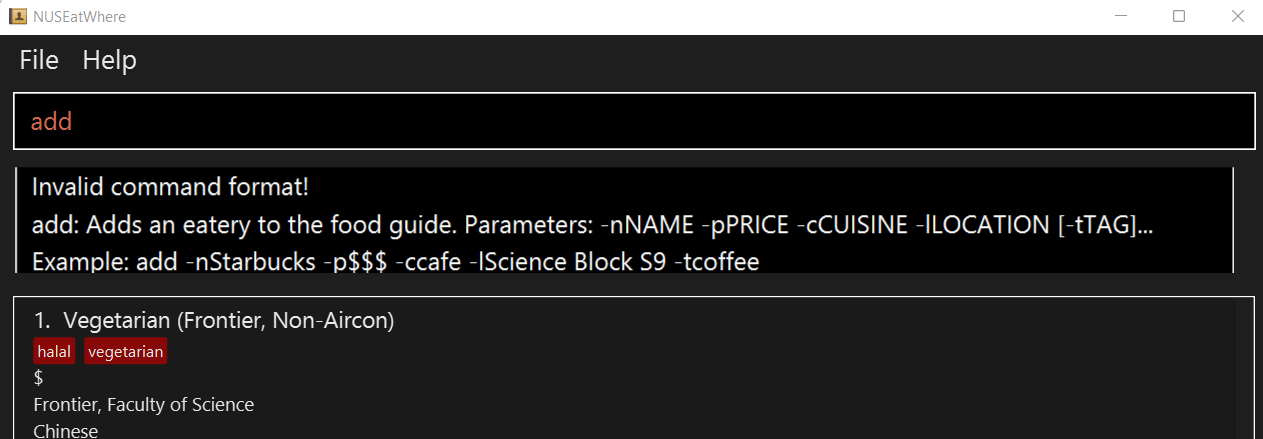 NUSEatWhere
File Help
add
Invalid command format!
add: Adds an eatery to the food guide. Parameters: -nNAME -pPRICE -cCUISINE -lLOCATION [-tTAG]...
Example: add -nStarbucks -p$$$ -ccafe -lScience Block S9 -tcoffee
1. Vegetarian (Frontier, Non-Aircon)
halal vegetarian
$
Frontier, Faculty of Science
Chinese